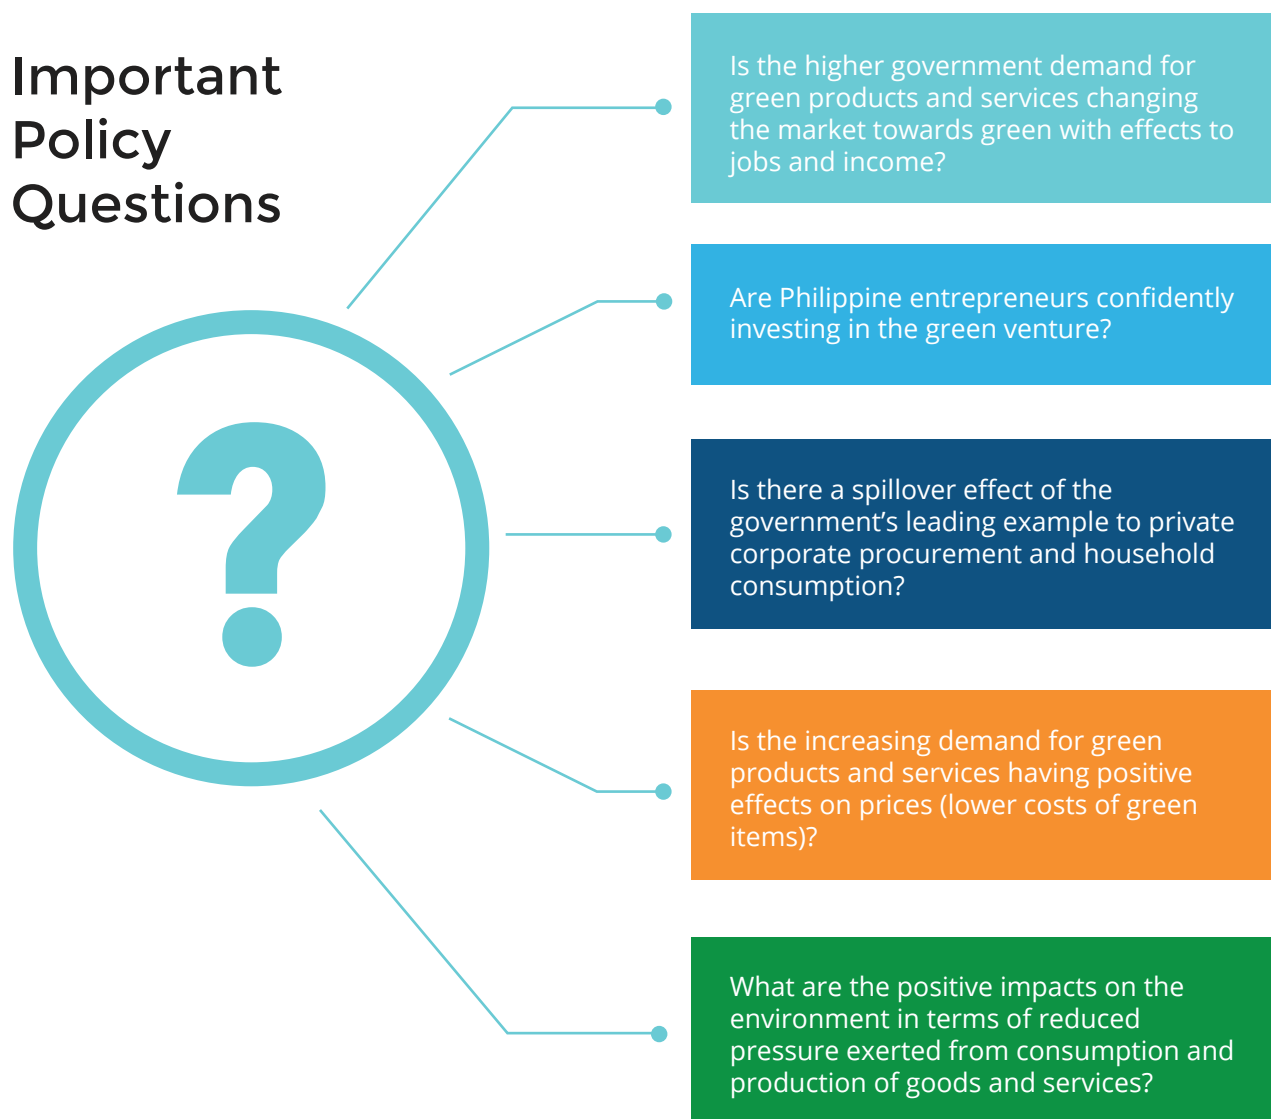 Important
Policy
Questions
Is the higher government demand for
green products and services changing
the market towards green with effects to
jobs and income?
Are Philippine entrepreneurs confidently
investing in the green venture?
?
Is there a spillover effect of the
government’s leading example to private
corporate procurement and household
consumption?
Is the increasing demand for green
products and services having positive
effects on prices (lower costs of green
items)?
What are the positive impacts on the
environment in terms of reduced
pressure exerted from consumption and
production of goods and services?